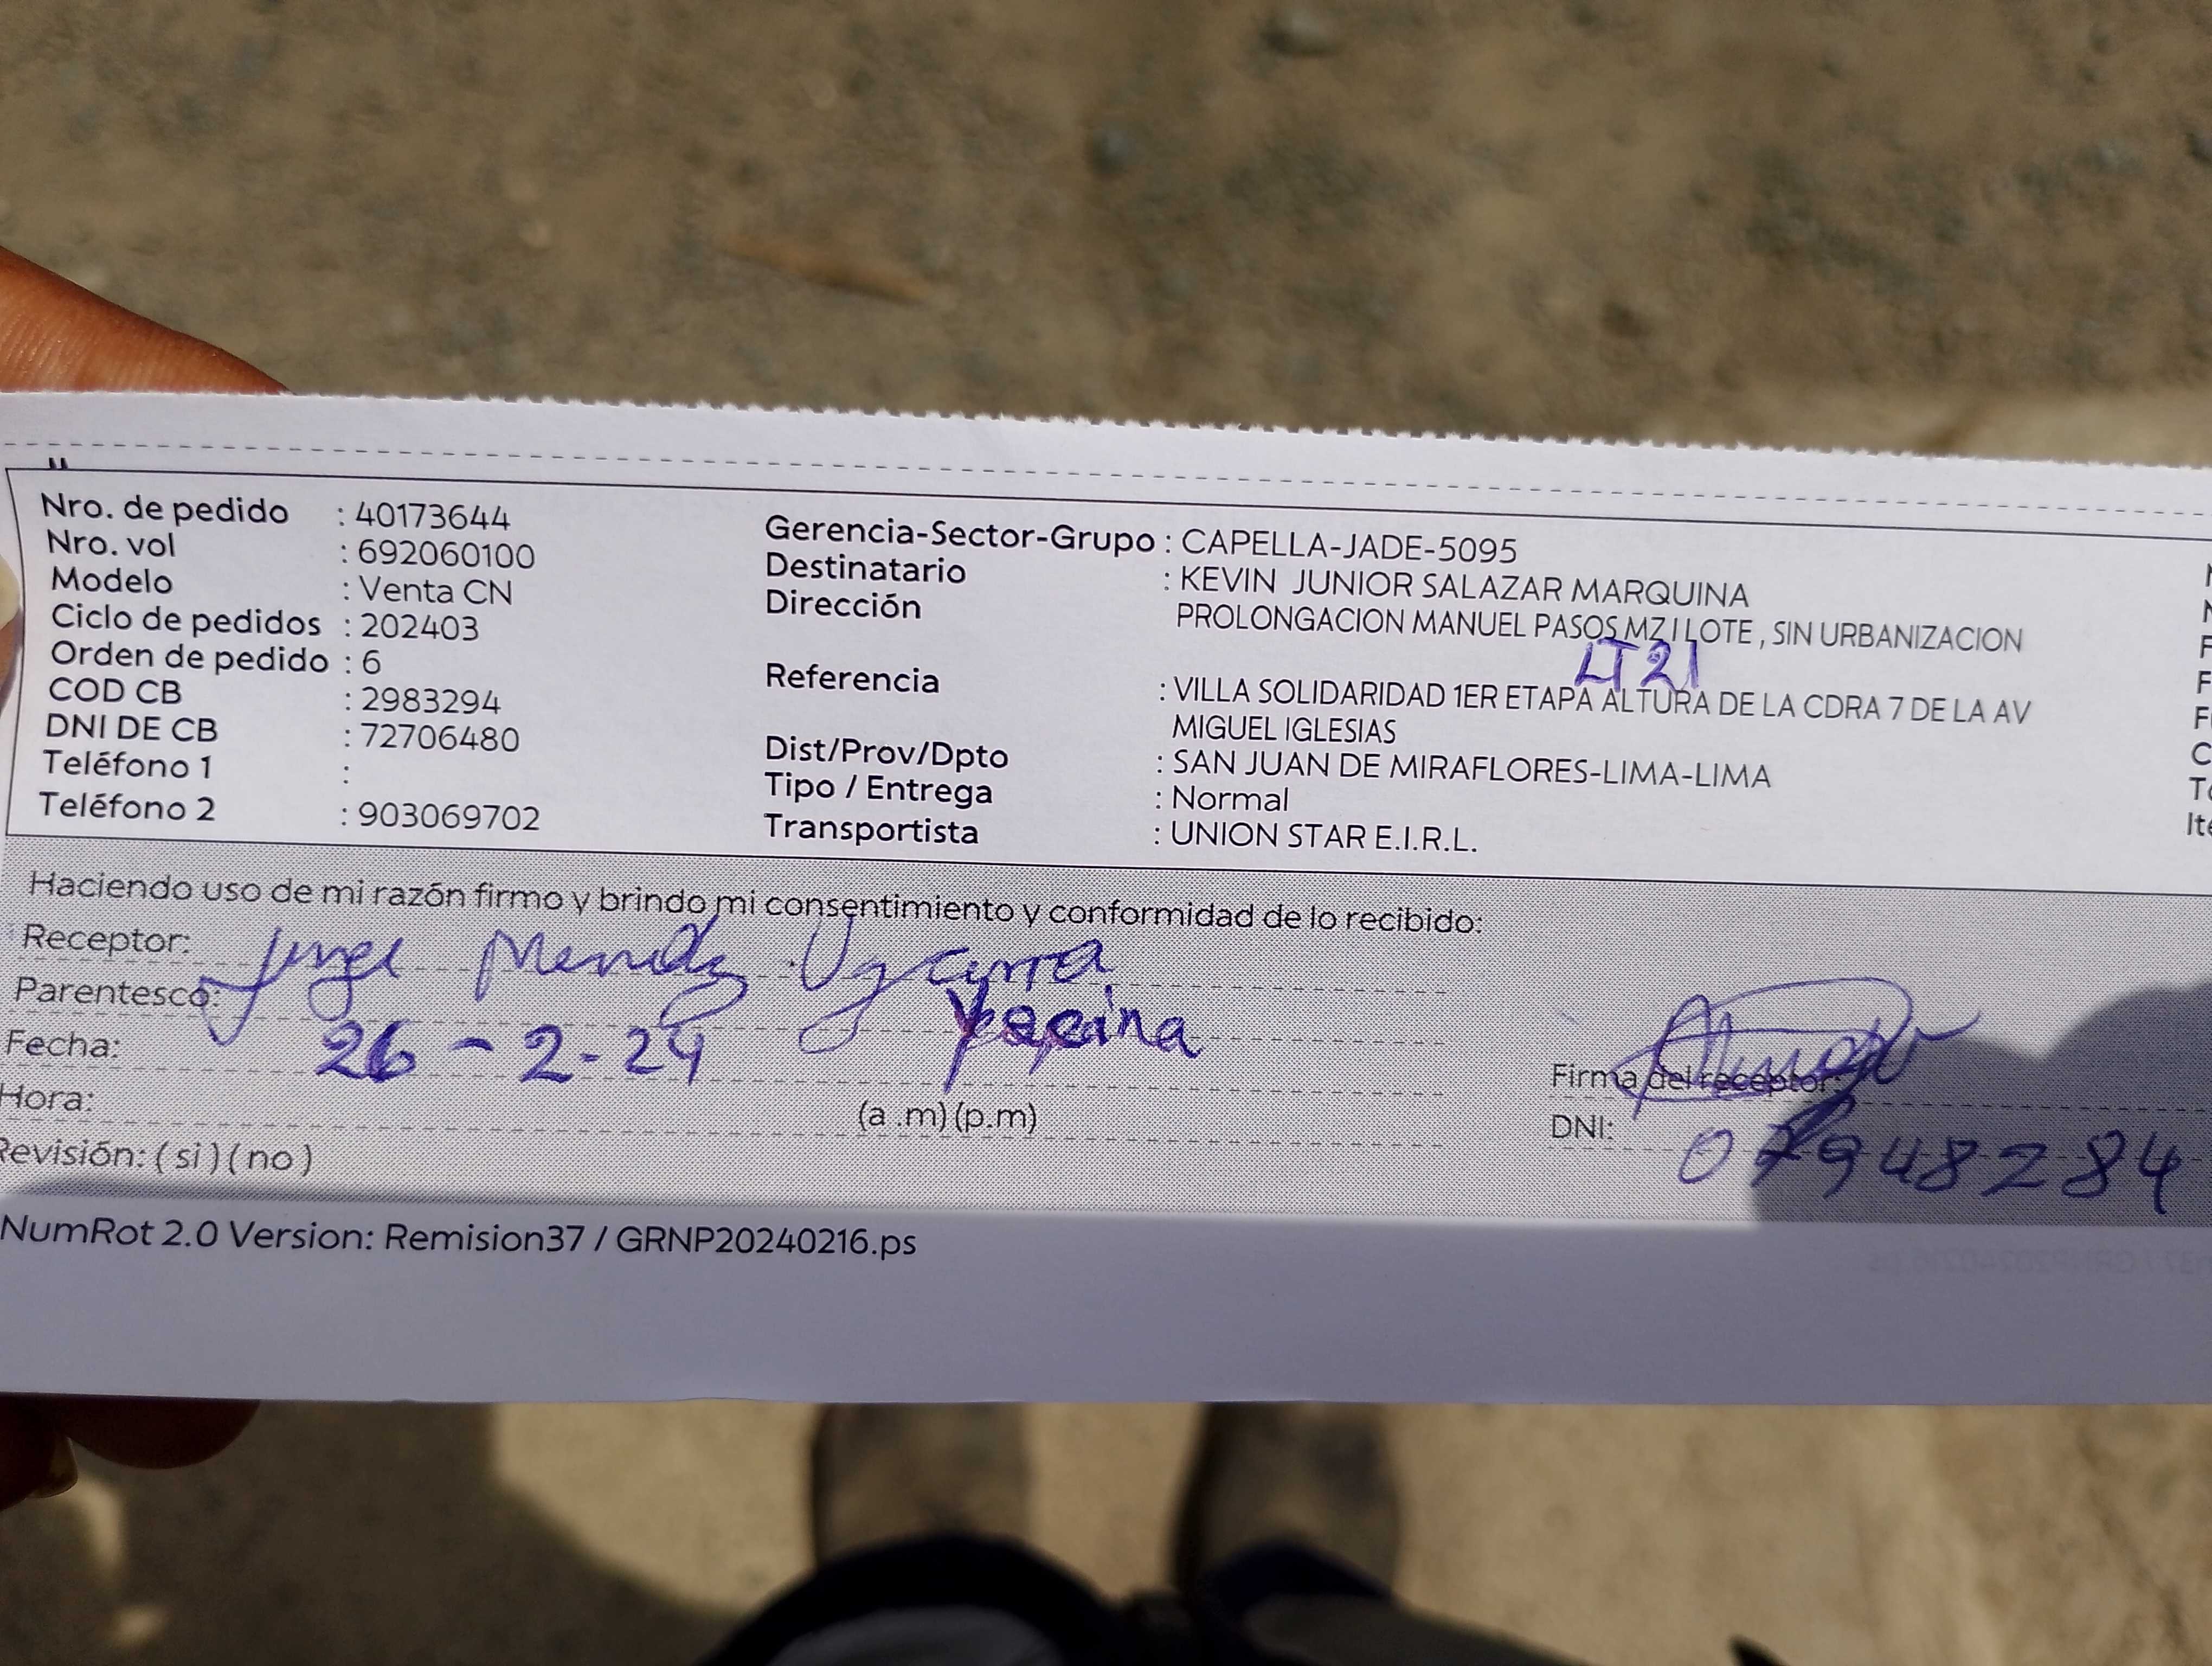 Nro. de pedido : 40173644
Nro. vol : 692060100
Modelo : Venta CN
Ciclo de pedidos : 202403
Orden de pedido : 6
COD CB : 2983294
DNI DE CB : 72706480
Teléfono 1 :
Teléfono 2 : 903069702
Gerencia-Sector-Grupo : CAPELLA-JADE-5095
Destinatario : KEVIN JUNIOR SALAZAR MARQUINA
Dirección PROLONGACION MANUEL PASOS MZ I LOTE , SIN URBANIZACION
LT 21
Referencia : VILLA SOLIDARIDAD 1ER ETAPA ALTURA DE LA CDRA 7 DE LA AV
MIGUEL IGLESIAS
Dist/Prov/Dpto : SAN JUAN DE MIRAFLORES-LIMA-LIMA
Tipo / Entrega : Normal
Transportista : UNION STAR E.I.R.L.
Haciendo uso de mi razón firmo y brindo mi consentimiento y conformidad de lo recibido:
Receptor: Jorge
Parentesco:
Fecha: 26 - 2 - 24
Hora: (a .m) (p.m)
Firma del receptor:
DNI: 07948284
Revisión: ( si ) ( no )
NumRot 2.0 Version: Remision37 / GRNP20240216.ps